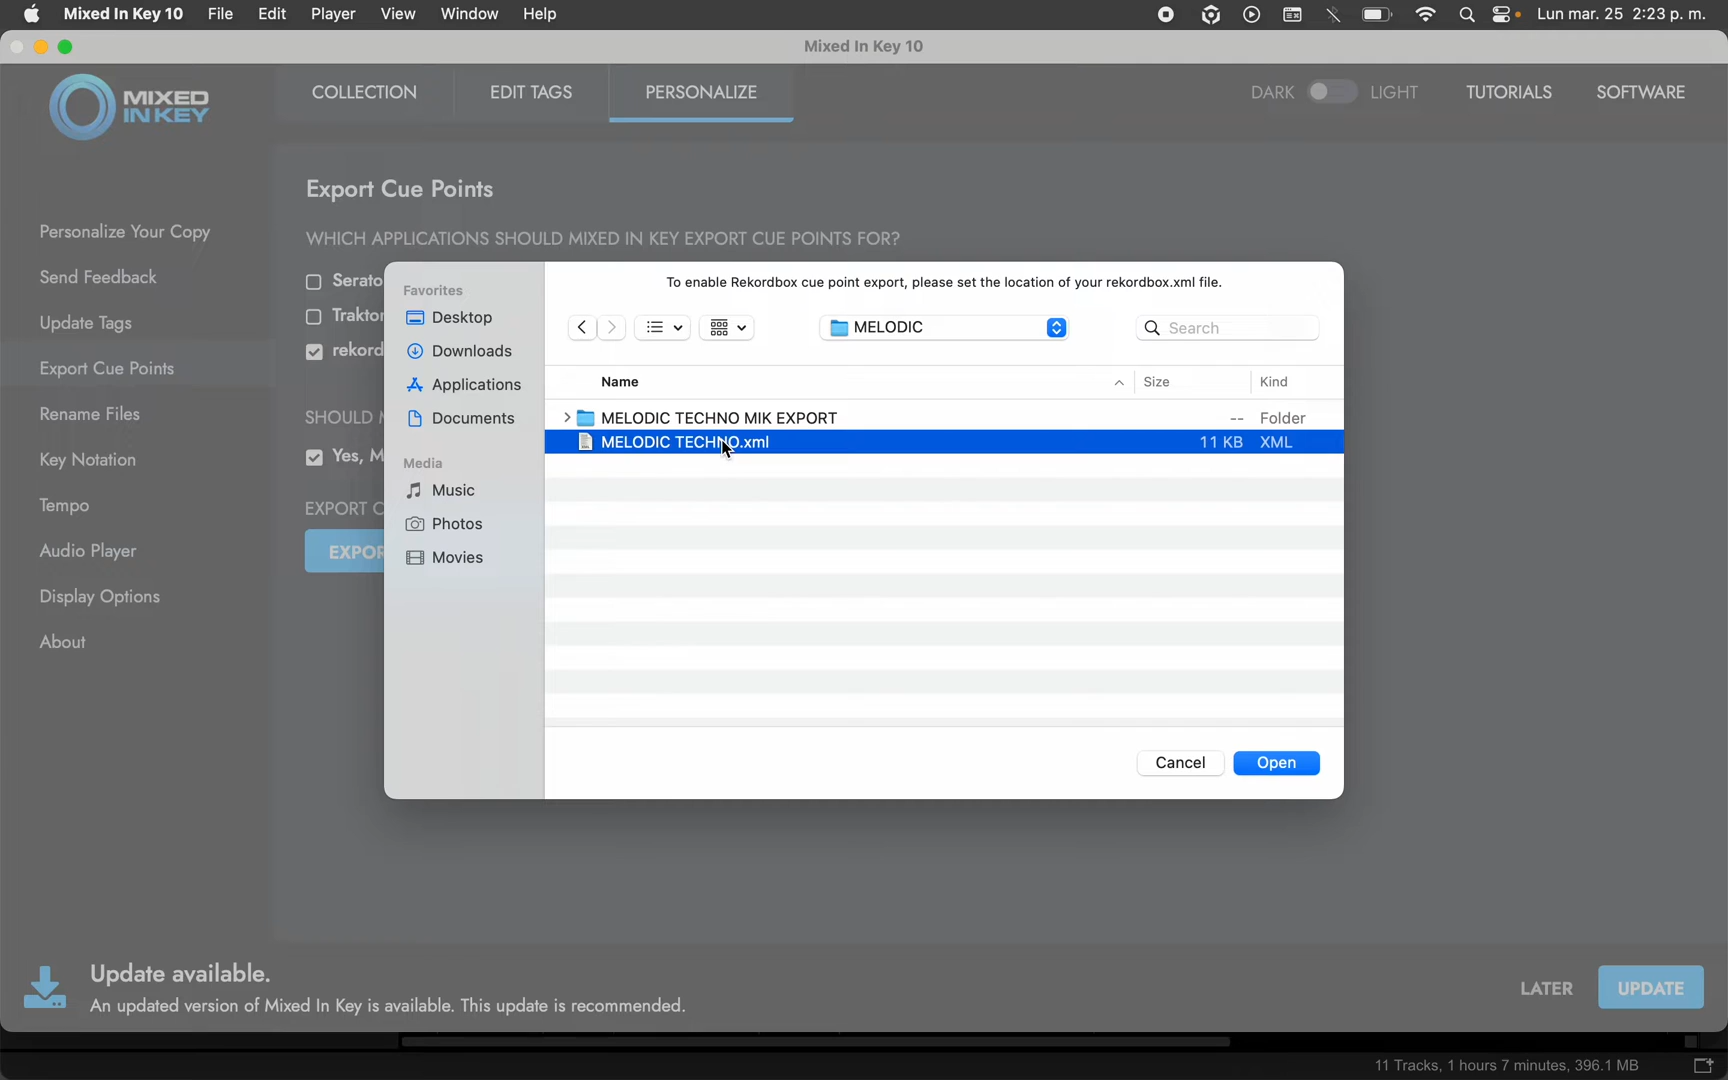 Mixed In Key 10 File Edit Player View Window Help Lun mar. 25 2:23 p. m.
Mixed In Key 10
MIXED
IN KEY
COLLECTION EDIT TAGS PERSONALIZE DARK LIGHT TUTORIALS SOFTWARE
Personalize Your Copy
Send Feedback
Update Tags
Export Cue Points
Rename Files
Key Notation
Tempo
Audio Player
Display Options
About
Export Cue Points
WHICH APPLICATIONS SHOULD MIXED IN KEY EXPORT CUE POINTS FOR?
Serato
Traktor
rekord
SHOULD M
Yes, M
EXPORT C
EXPOR
Favorites
Desktop
Downloads
Applications
Documents
Media
Music
Photos
Movies
To enable Rekordbox cue point export, please set the location of your rekordbox.xml file.
MELODIC Search
Name Size Kind
MELODIC TECHNO MIK EXPORT -- Folder
MELODIC TECHNO.xml 11 KB XML
Cancel Open
Update available.
An updated version of Mixed In Key is available. This update is recommended.
LATER UPDATE
11 Tracks, 1 hours 7 minutes, 396.1 MB